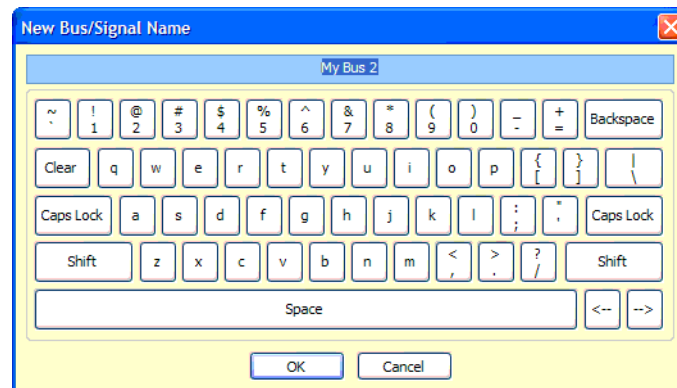 New Bus/Signal Name
My Bus 2
~ ! @ # $ % ^ & * ( ) _ + Backspace
` 1 2 3 4 5 6 7 8 9 0 - =
Clear q w e r t y u i o p { } |
[ ] \
Caps Lock a s d f g h j k l : " Caps Lock
; '
Shift z x c v b n m < > ? Shift
, . /
Space <-- -->
OK Cancel